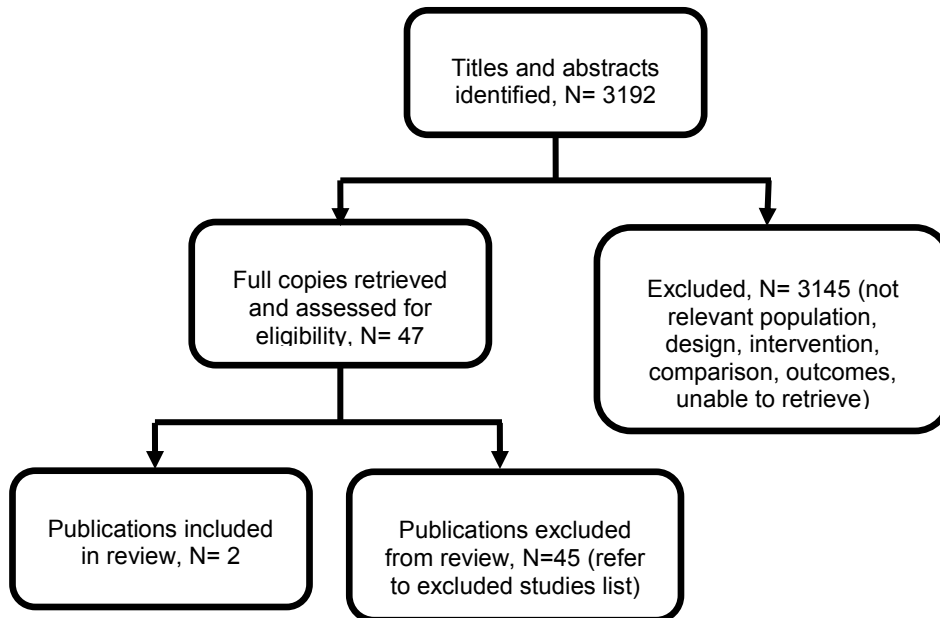 Titles and abstracts
identified, N= 3192
Full copies retrieved
and assessed for
eligibility, N= 47
Excluded, N= 3145 (not
relevant population,
design, intervention,
comparison, outcomes,
unable to retrieve)
Publications included
in review, N= 2
Publications excluded
from review, N=45 (refer
to excluded studies list)